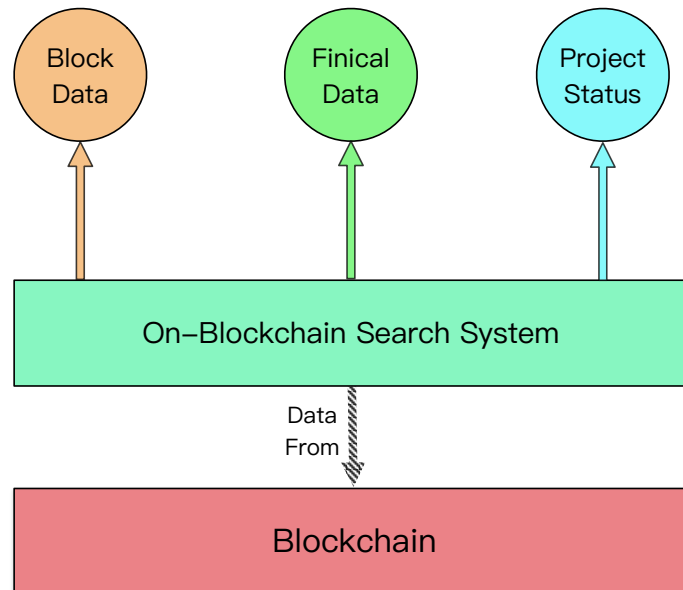 Block
Data
Finical
Data
Project
Status
On-Blockchain Search System
Data
From
Blockchain